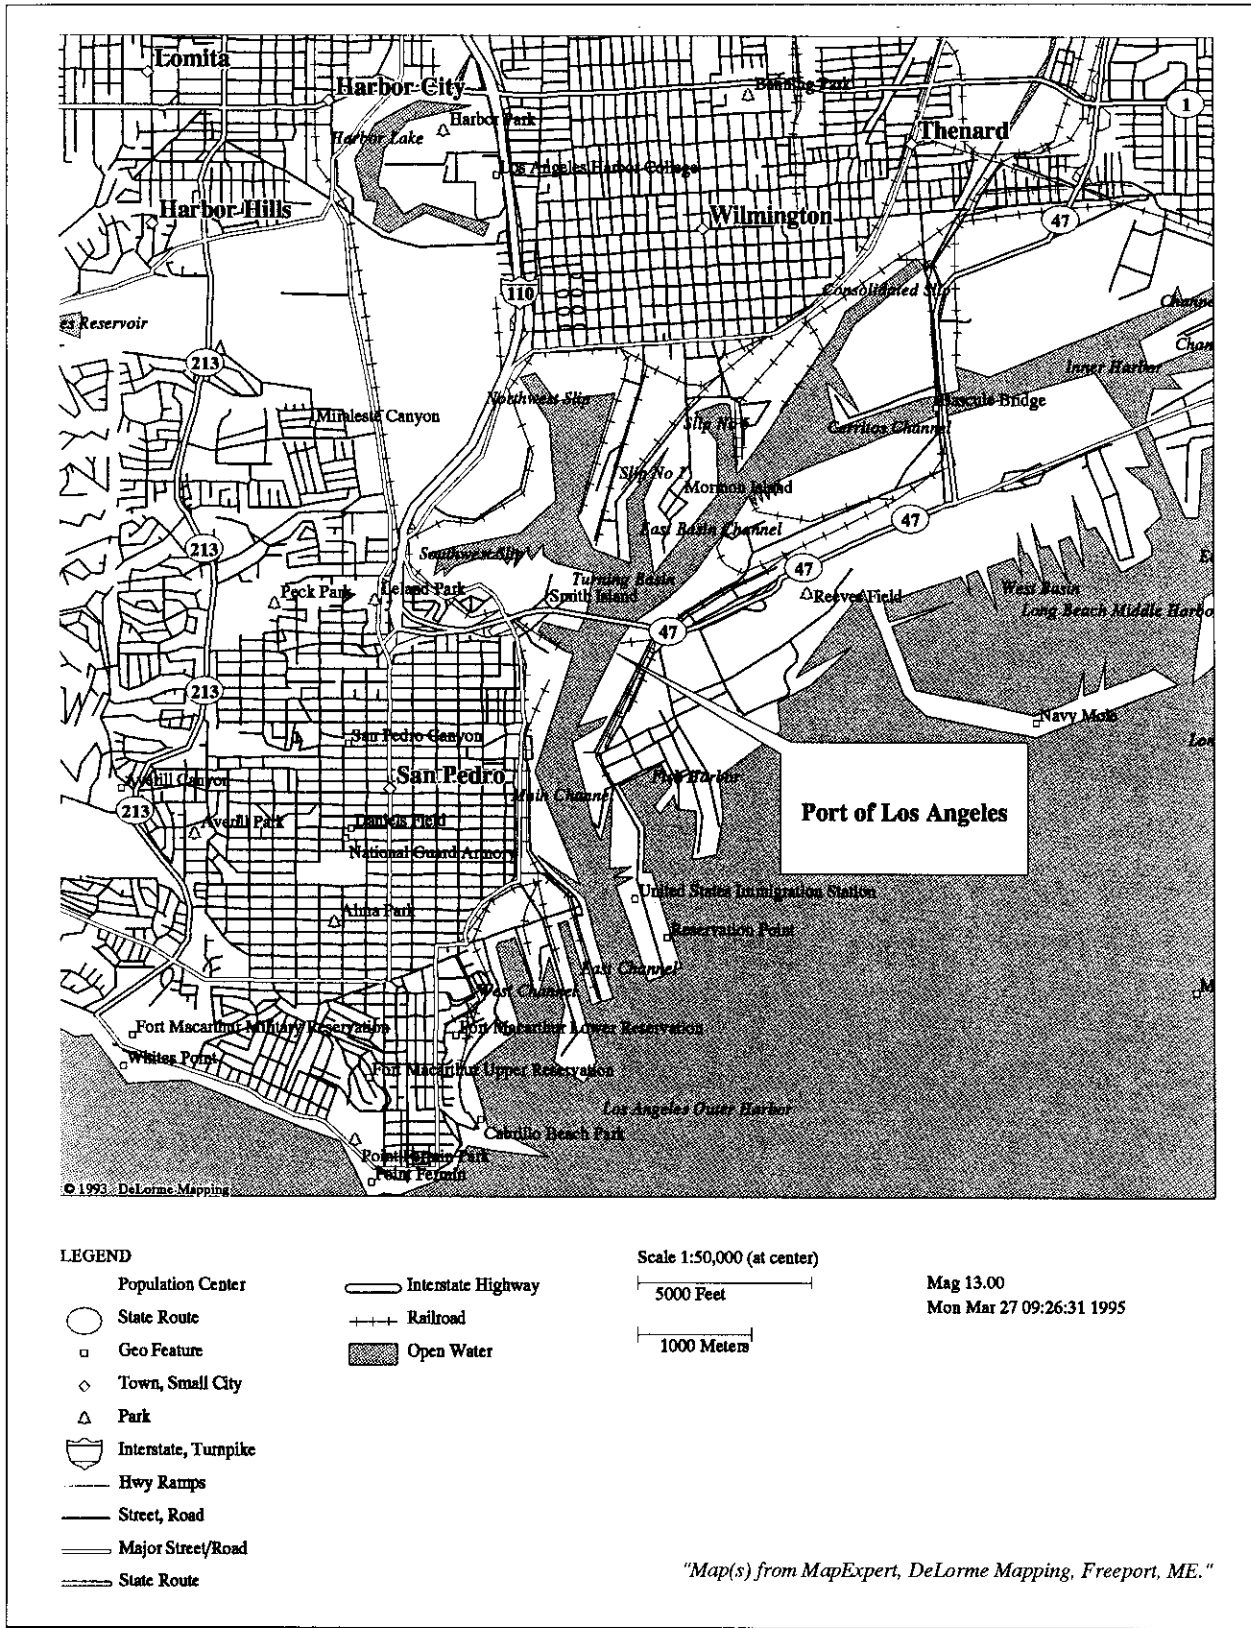 Lomita
Harbor City
Banning Park
1
Harbor Park
Harbor Lake
Thenard
Los Angeles Harbor College
Harbor Hills
Wilmington
47
110
Consolidated Slip
Channe
es Reservoir
Chan
213
Inner Harbor
Northwest Slip
Bascule Bridge
Miraleste Canyon
Slip No
Cerritos Channel
Slip No 1
Mormon Island
47
East Basin Channel
213
Southwest Slip
47
Turning Basin
West Basin
Peck Park
Leland Park
Smith Island
Reeves Field
Long Beach Middle Harbo
47
213
Navy Mole
San Pedro Canyon
Lon
San Pedro
Fish Harbor
Averill Canyon
Main Channel
213
Port of Los Angeles
Averill Park
Daniels Field
National Guard Armory
United States Immigration Station
Alma Park
Reservation Point
East Channel
West Channel
M
Fort Macarthur Military Reservation
Fort Macarthur Lower Reservation
Whites Point
Fort Macarthur Upper Reservation
Los Angeles Outer Harbor
Cabrillo Beach Park
Point Fermin Park
Point Fermin
© 1993 DeLorme Mapping
LEGEND
Population Center
State Route
Geo Feature
Town, Small City
Park
Interstate, Turnpike
Hwy Ramps
Street, Road
Major Street/Road
State Route
Interstate Highway
Railroad
Open Water
Scale 1:50,000 (at center)
5000 Feet
1000 Meters
Mag 13.00
Mon Mar 27 09:26:31 1995
"Map(s) from MapExpert, DeLorme Mapping, Freeport, ME."